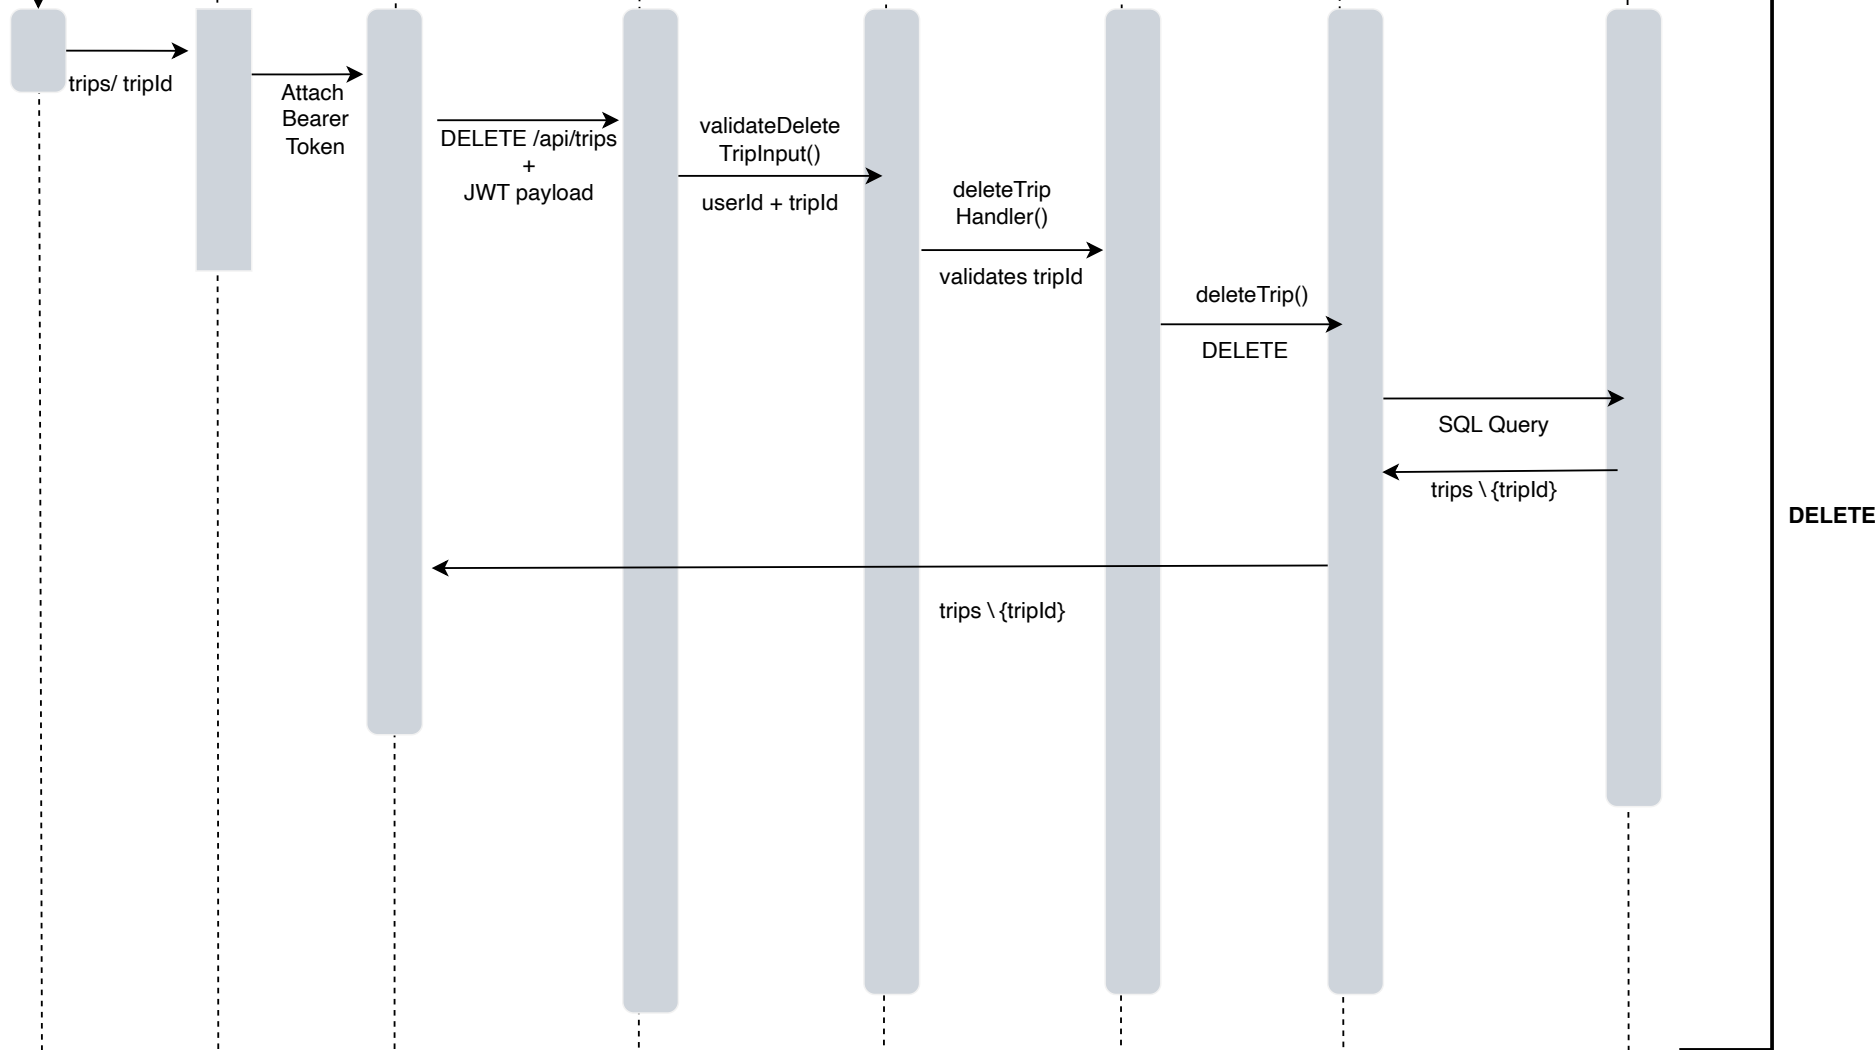 trips/ tripId
Attach
Bearer
Token
DELETE /api/trips
+
JWT payload
validateDelete
TripInput()
userId + tripId
deleteTrip
Handler()
validates tripId
deleteTrip()
DELETE
SQL Query
trips \ {tripId}
DELETE
trips \ {tripId}